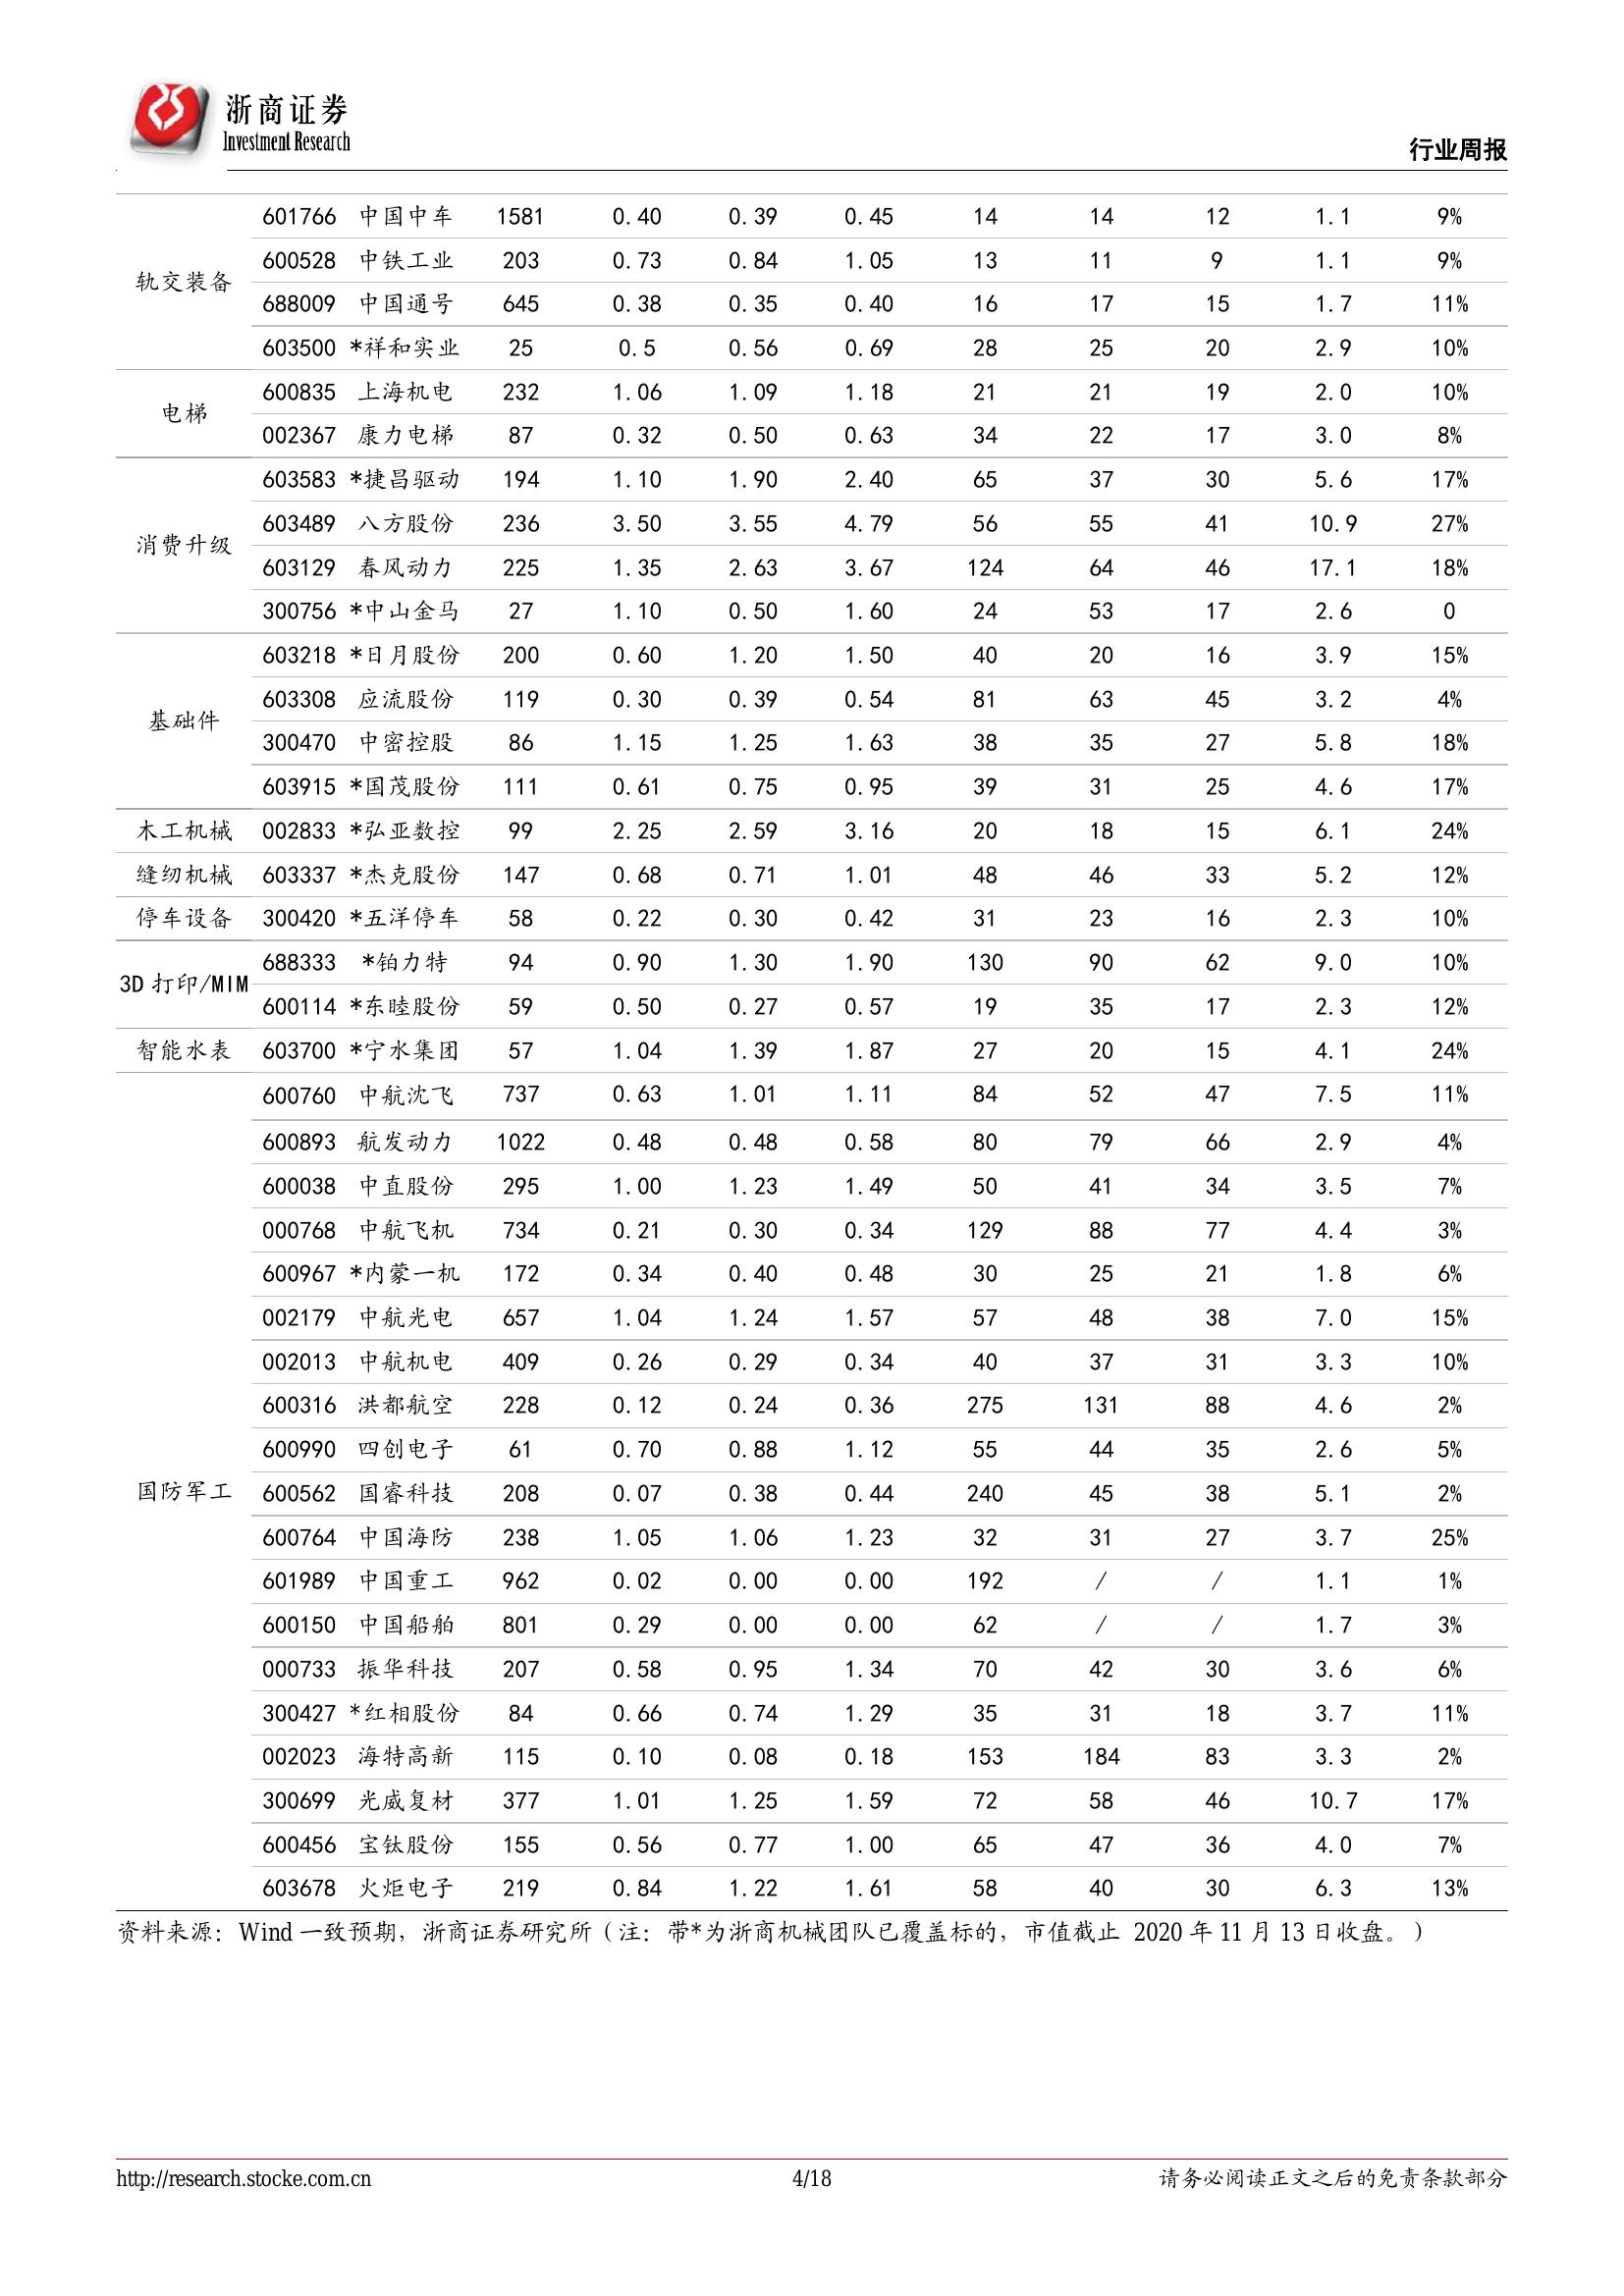 浙商证券
Investment Research
行业周报
601766 中国中车 1581 0.40 0.39 0.45 14 14 12 1.1 9%
600528 中铁工业 203 0.73 0.84 1.05 13 11 9 1.1 9%
轨交装备
688009 中国通号 645 0.38 0.35 0.40 16 17 15 1.7 11%
603500 *祥和实业 25 0.5 0.56 0.69 28 25 20 2.9 10%
600835 上海机电 232 1.06 1.09 1.18 21 21 19 2.0 10%
电梯
002367 康力电梯 87 0.32 0.50 0.63 34 22 17 3.0 8%
603583 *捷昌驱动 194 1.10 1.90 2.40 65 37 30 5.6 17%
603489 八方股份 236 3.50 3.55 4.79 56 55 41 10.9 27%
消费升级
603129 春风动力 225 1.35 2.63 3.67 124 64 46 17.1 18%
300756 *中山金马 27 1.10 0.50 1.60 24 53 17 2.6 0
603218 *日月股份 200 0.60 1.20 1.50 40 20 16 3.9 15%
603308 应流股份 119 0.30 0.39 0.54 81 63 45 3.2 4%
基础件
300470 中密控股 86 1.15 1.25 1.63 38 35 27 5.8 18%
603915 *国茂股份 111 0.61 0.75 0.95 39 31 25 4.6 17%
木工机械 002833 *弘亚数控 99 2.25 2.59 3.16 20 18 15 6.1 24%
缝纫机械 603337 *杰克股份 147 0.68 0.71 1.01 48 46 33 5.2 12%
停车设备 300420 *五洋停车 58 0.22 0.30 0.42 31 23 16 2.3 10%
688333 *铂力特 94 0.90 1.30 1.90 130 90 62 9.0 10%
3D 打印/MIM
600114 *东睦股份 59 0.50 0.27 0.57 19 35 17 2.3 12%
智能水表 603700 *宁水集团 57 1.04 1.39 1.87 27 20 15 4.1 24%
600760 中航沈飞 737 0.63 1.01 1.11 84 52 47 7.5 11%
600893 航发动力 1022 0.48 0.48 0.58 80 79 66 2.9 4%
600038 中直股份 295 1.00 1.23 1.49 50 41 34 3.5 7%
000768 中航飞机 734 0.21 0.30 0.34 129 88 77 4.4 3%
600967 *内蒙一机 172 0.34 0.40 0.48 30 25 21 1.8 6%
002179 中航光电 657 1.04 1.24 1.57 57 48 38 7.0 15%
002013 中航机电 409 0.26 0.29 0.34 40 37 31 3.3 10%
600316 洪都航空 228 0.12 0.24 0.36 275 131 88 4.6 2%
600990 四创电子 61 0.70 0.88 1.12 55 44 35 2.6 5%
国防军工 600562 国睿科技 208 0.07 0.38 0.44 240 45 38 5.1 2%
600764 中国海防 238 1.05 1.06 1.23 32 31 27 3.7 25%
601989 中国重工 962 0.02 0.00 0.00 192 / / 1.1 1%
600150 中国船舶 801 0.29 0.00 0.00 62 / / 1.7 3%
000733 振华科技 207 0.58 0.95 1.34 70 42 30 3.6 6%
300427 *红相股份 84 0.66 0.74 1.29 35 31 18 3.7 11%
002023 海特高新 115 0.10 0.08 0.18 153 184 83 3.3 2%
300699 光威复材 377 1.01 1.25 1.59 72 58 46 10.7 17%
600456 宝钛股份 155 0.56 0.77 1.00 65 47 36 4.0 7%
603678 火炬电子 219 0.84 1.22 1.61 58 40 30 6.3 13%
资料来源：Wind 一致预期，浙商证券研究所（注：带*为浙商机械团队已覆盖标的，市值截止 2020 年 11 月 13 日收盘。）
http://research.stocke.com.cn 4/18 请务必阅读正文之后的免责条款部分